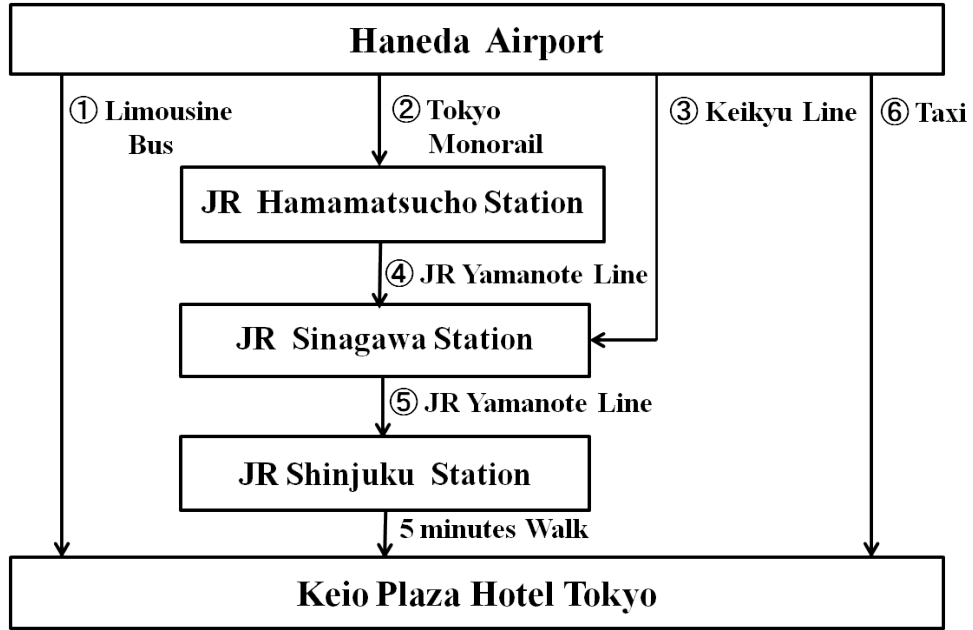 Haneda Airport
① Limousine
Bus
② Tokyo
Monorail
③ Keikyu Line
⑥ Taxi
JR Hamamatsucho Station
④ JR Yamanote Line
JR Sinagawa Station
⑤ JR Yamanote Line
JR Shinjuku Station
5 minutes Walk
Keio Plaza Hotel Tokyo